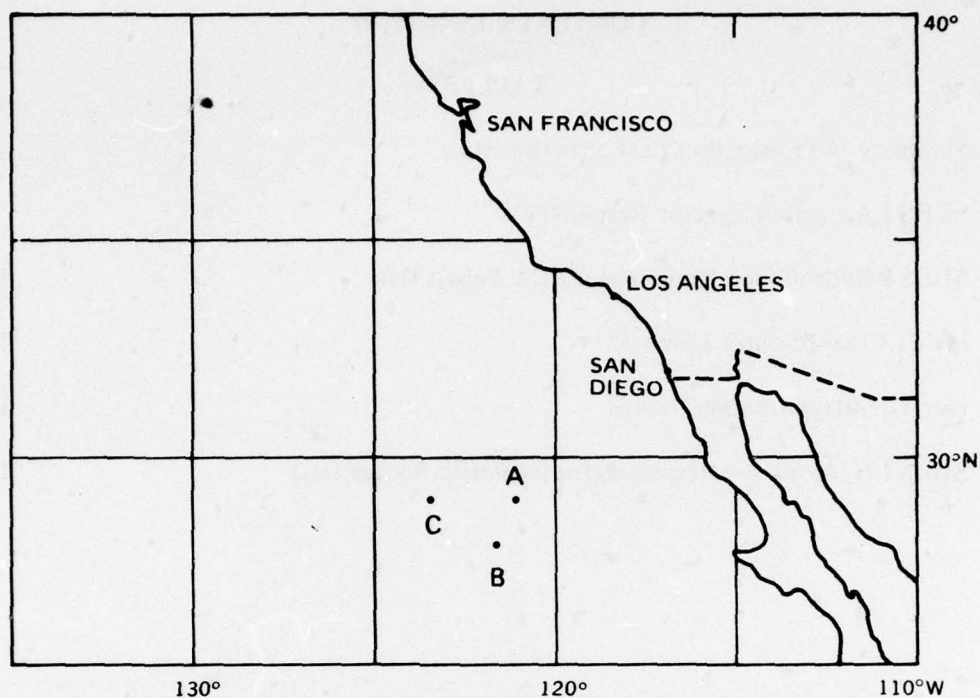 40°
SAN FRANCISCO
LOS ANGELES
SAN
DIEGO
30°N
A
C
B
130°
120°
110°W